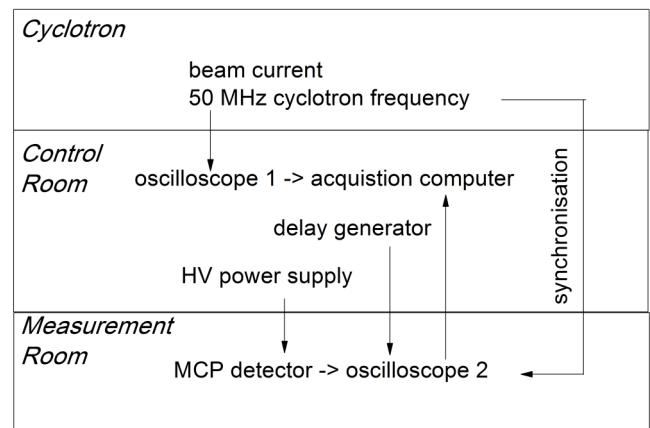 Cyclotron
beam current
50 MHz cyclotron frequency
Control
Room
oscilloscope 1 -> acquistion computer
delay generator
HV power supply
synchronisation
Measurement
Room
MCP detector -> oscilloscope 2